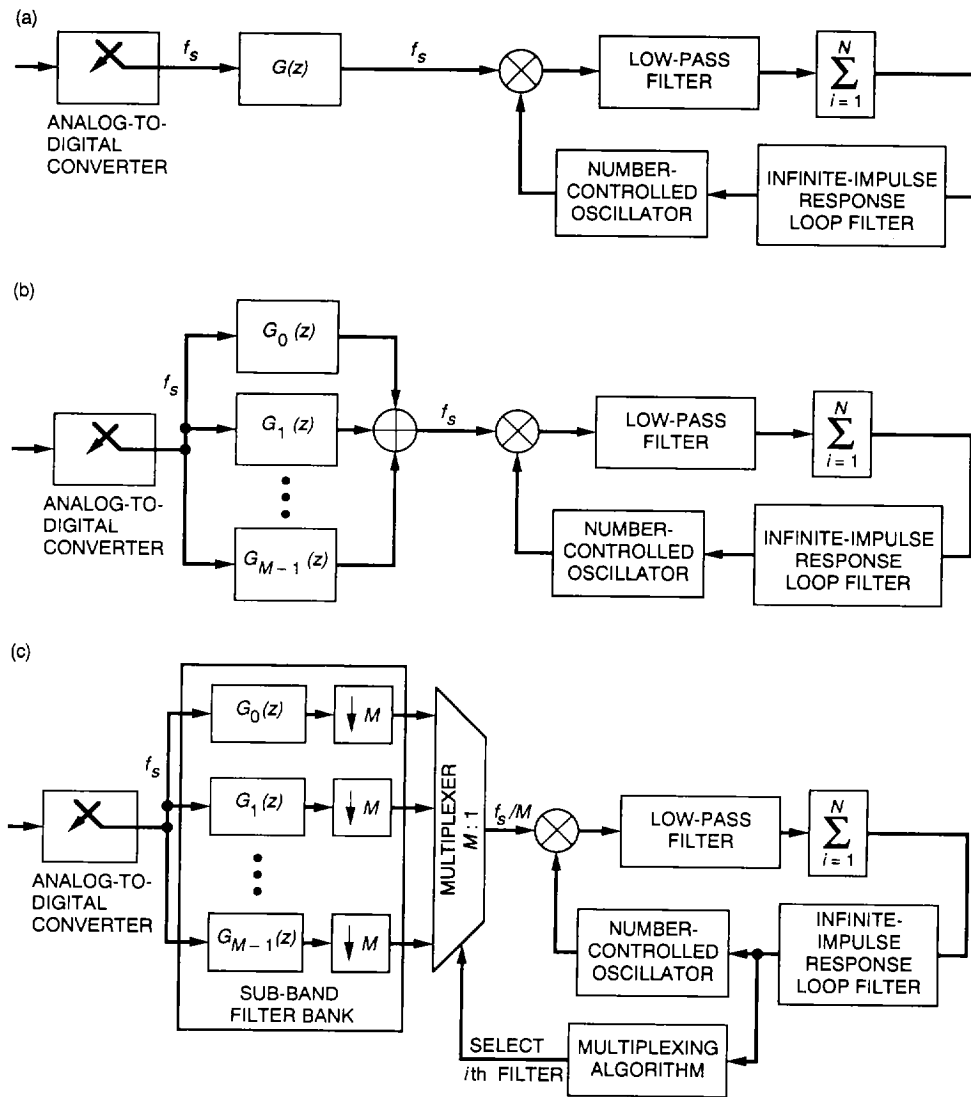 (a)
f_s
G(z)
f_s
LOW-PASS
FILTER
N
∑
i = 1
ANALOG-TO-
DIGITAL
CONVERTER
NUMBER-
CONTROLLED
OSCILLATOR
INFINITE-IMPULSE
RESPONSE
LOOP FILTER
(b)
G_0 (z)
f_s
G_1 (z)
f_s
LOW-PASS
FILTER
N
∑
i = 1
ANALOG-TO-
DIGITAL
CONVERTER
G_{M-1} (z)
NUMBER-
CONTROLLED
OSCILLATOR
INFINITE-IMPULSE
RESPONSE
LOOP FILTER
(c)
G_0(z)
↓ M
f_s
G_1(z)
↓ M
MULTIPLEXER
M : 1
f_s/M
LOW-PASS
FILTER
N
∑
i = 1
ANALOG-TO-
DIGITAL
CONVERTER
G_{M-1}(z)
↓ M
SUB-BAND
FILTER BANK
NUMBER-
CONTROLLED
OSCILLATOR
INFINITE-
IMPULSE
RESPONSE
LOOP FILTER
SELECT
ith FILTER
MULTIPLEXING
ALGORITHM